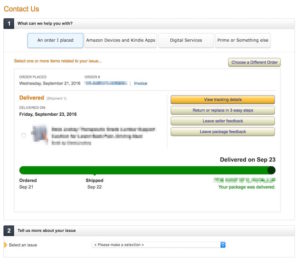 Contact Us
1 What can we help you with?
An order I placed
Amazon Devices and Kindle Apps
Digital Services
Prime or Something else
Select one or more items related to your issue...
Choose a Different Order
ORDER PLACED
ORDER #
Wednesday, September 21, 2016
Invoice
Delivered (Shipment 1)
DELIVERED ON
Friday, September 23, 2016
View tracking details
Return or replace in 3 easy steps
Leave seller feedback
Leave package feedback
Delivered on Sep 23
Ordered
Sep 21
Shipped
Sep 22
Your package was delivered.
2 Tell us more about your issue
Select an issue
< Please make a selection >